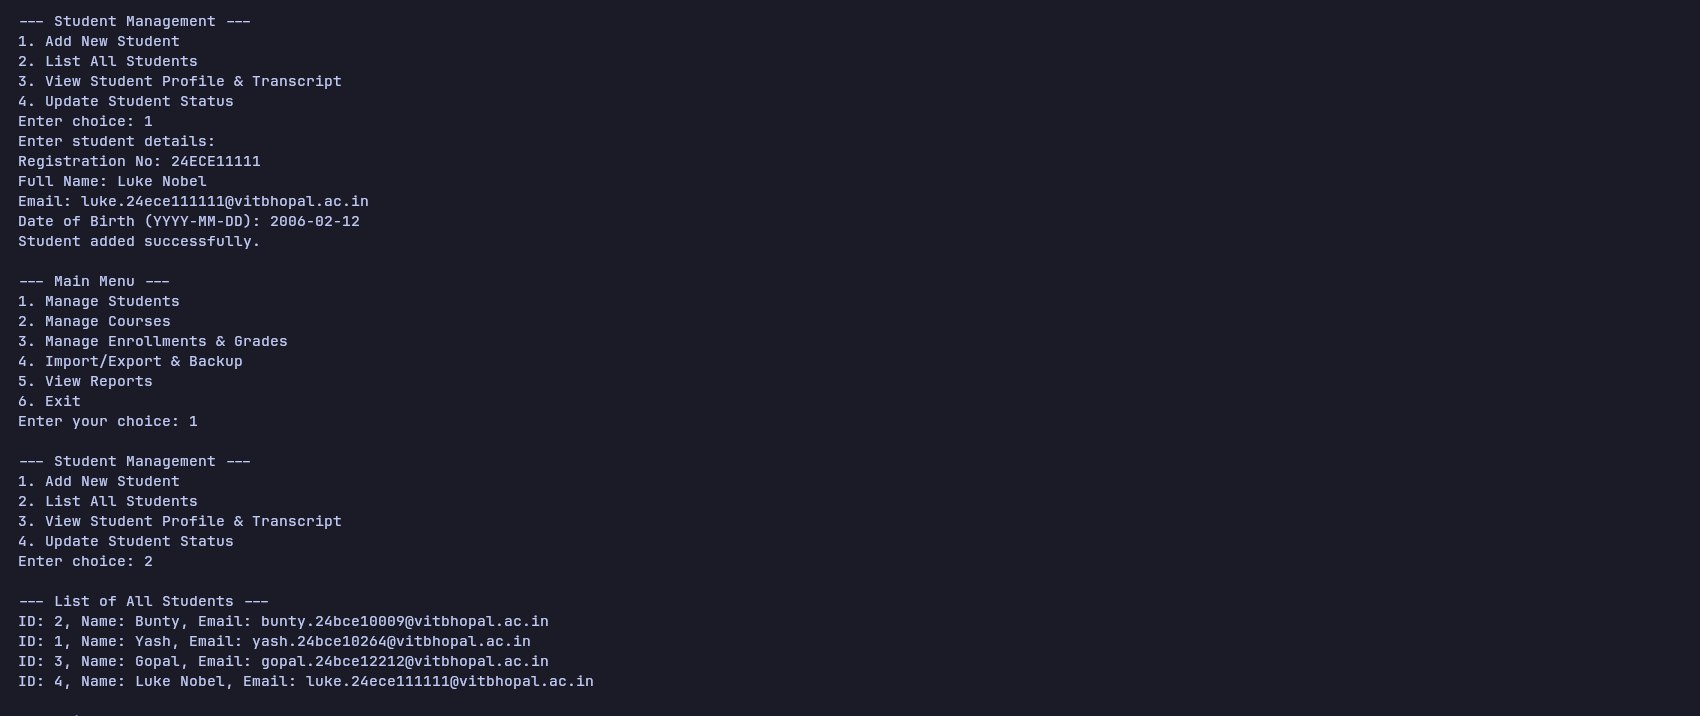 --- Student Management ---
1. Add New Student
2. List All Students
3. View Student Profile & Transcript
4. Update Student Status
Enter choice: 1
Enter student details:
Registration No: 24ECE11111
Full Name: Luke Nobel
Email: luke.24ece111111@vitbhopal.ac.in
Date of Birth (YYYY-MM-DD): 2006-02-12
Student added successfully.

--- Main Menu ---
1. Manage Students
2. Manage Courses
3. Manage Enrollments & Grades
4. Import/Export & Backup
5. View Reports
6. Exit
Enter your choice: 1

--- Student Management ---
1. Add New Student
2. List All Students
3. View Student Profile & Transcript
4. Update Student Status
Enter choice: 2

--- List of All Students ---
ID: 2, Name: Bunty, Email: bunty.24bce10009@vitbhopal.ac.in
ID: 1, Name: Yash, Email: yash.24bce10264@vitbhopal.ac.in
ID: 3, Name: Gopal, Email: gopal.24bce12212@vitbhopal.ac.in
ID: 4, Name: Luke Nobel, Email: luke.24ece111111@vitbhopal.ac.in